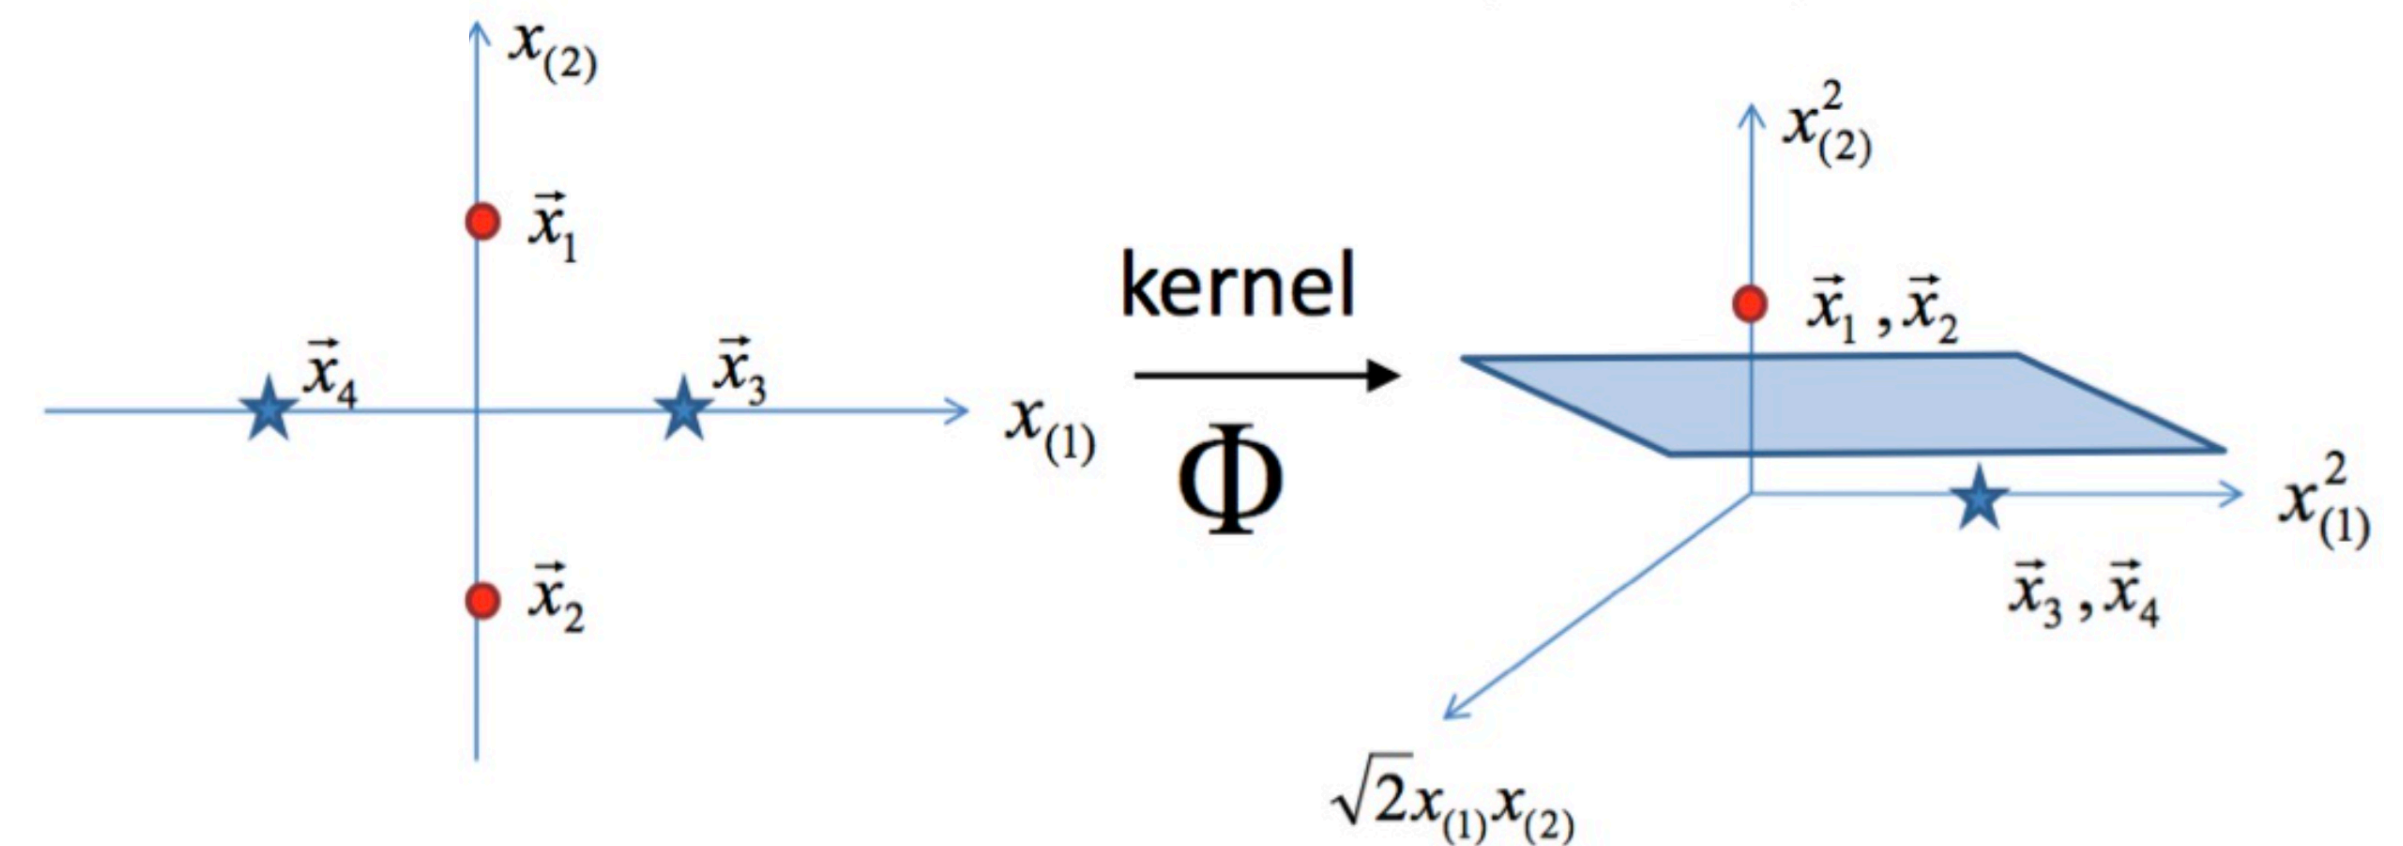 x₍₂₎
x⃗₁
x⃗₄
x⃗₃
x₍₁₎
x⃗₂
kernel
Φ
x²₍₂₎
x⃗₁ , x⃗₂
x²₍₁₎
x⃗₃ , x⃗₄
√2x₍₁₎x₍₂₎